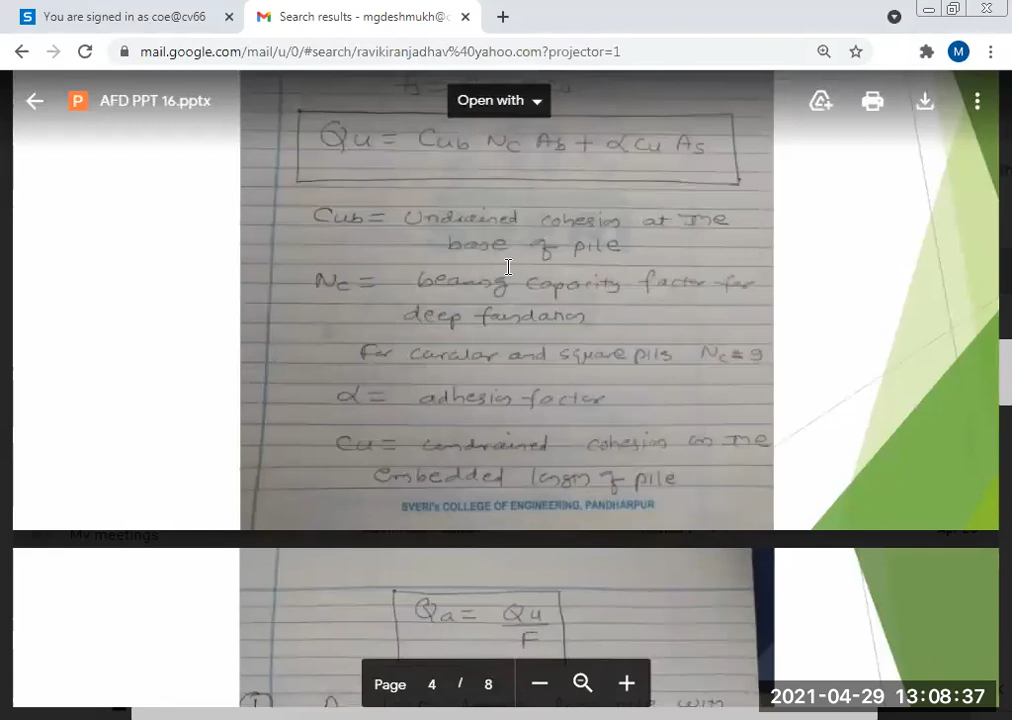 You are signed in as coe@cv66
Search results - mgdeshmukh@c
mail.google.com/mail/u/0/#search/ravikiranjadhav%40yahoo.com?projector=1
M
P AFD PPT 16.pptx
Open with
Qu = Cub Nc Ab + α Cu As
Cub = Undrained cohesion at The
base of pile
Nc = bearing capacity factor for
deep foundation
For circular and square piles Nc = 9
α = adhesion factor
Cu = undrained cohesion on The
embedded length of pile
SVERI's COLLEGE OF ENGINEERING, PANDHARPUR
My meetings
Qa = Qu
F
Page 4 / 8
with
2021-04-29 13:08:37